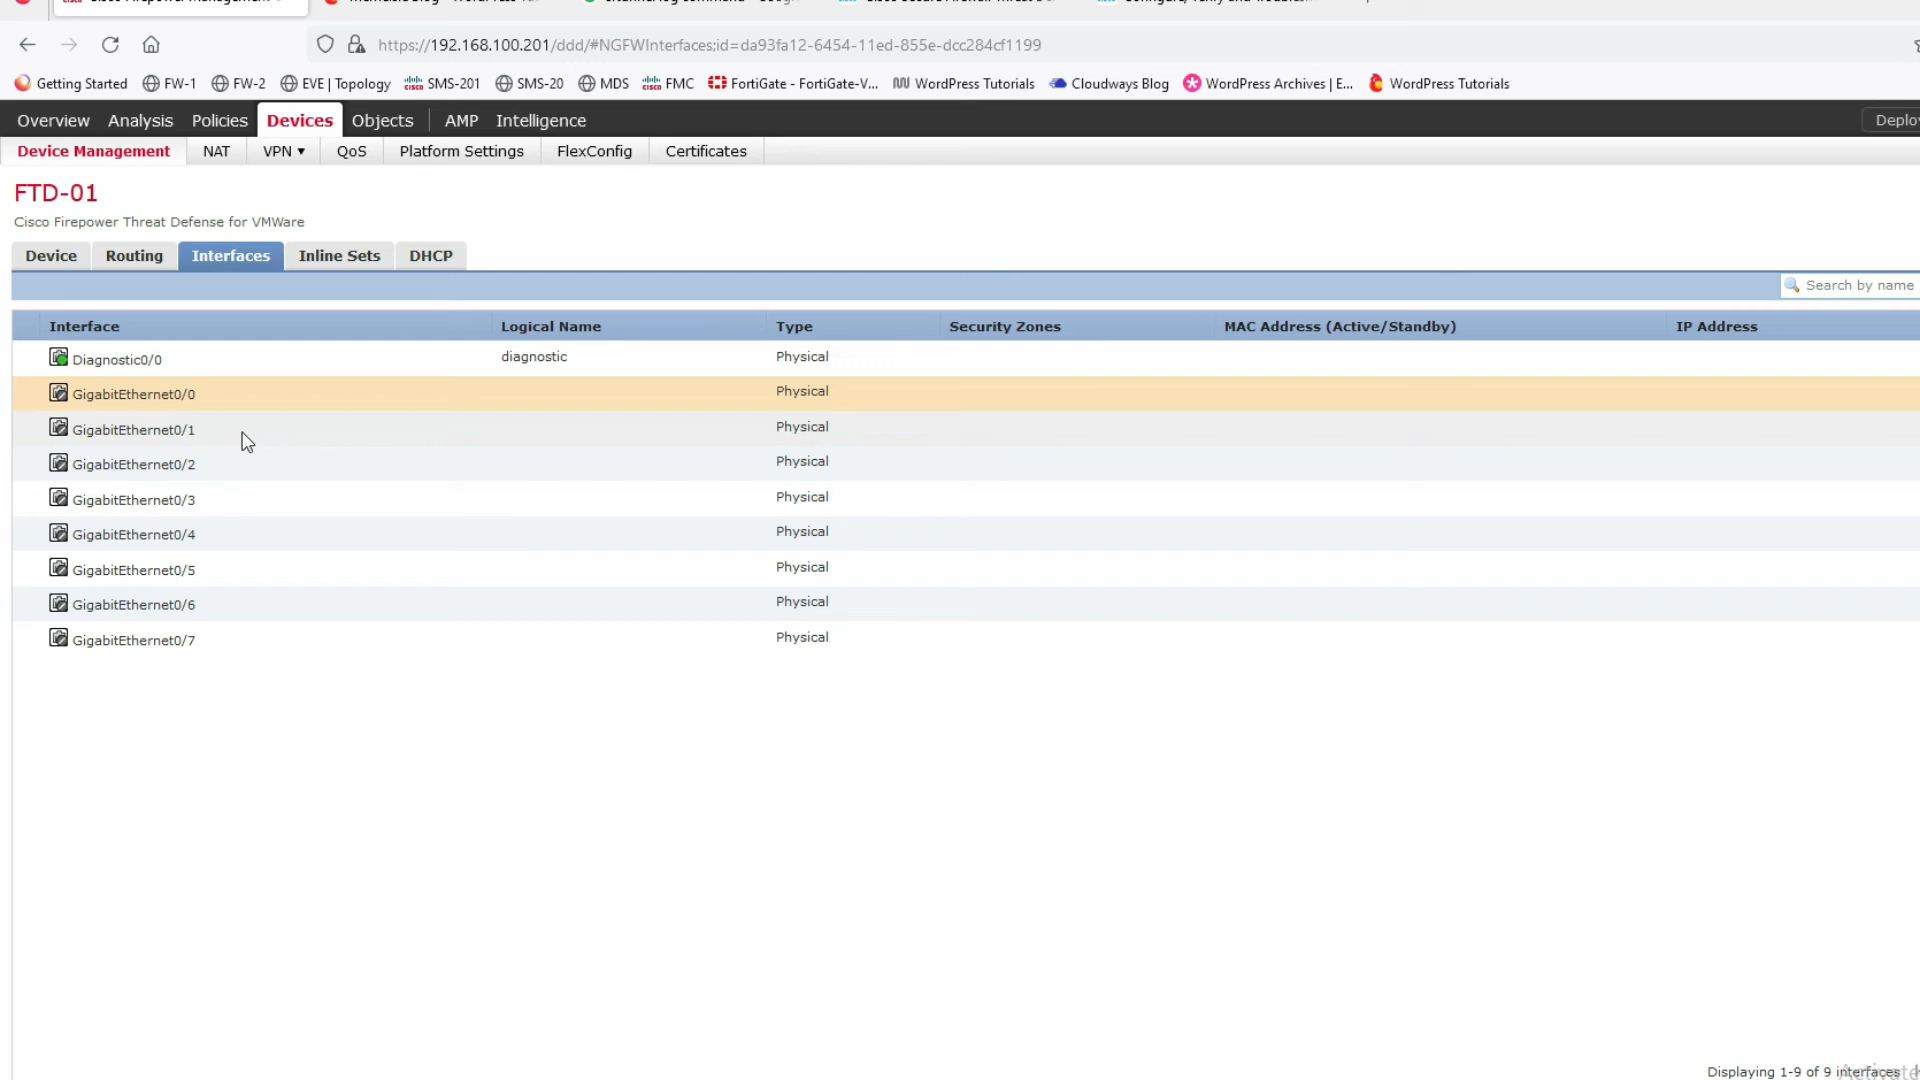 https://192.168.100.201/ddd/#NGFWInterfaces;id=da93fa12-6454-11ed-855e-dcc284cf1199
Getting Started FW-1 FW-2 EVE | Topology SMS-201 SMS-20 MDS FMC FortiGate - FortiGate-V... WordPress Tutorials Cloudways Blog WordPress Archives | E... WordPress Tutorials
Overview Analysis Policies Devices Objects AMP Intelligence Deploy
Device Management NAT VPN ▼ QoS Platform Settings FlexConfig Certificates
FTD-01
Cisco Firepower Threat Defense for VMWare
Device Routing Interfaces Inline Sets DHCP
Search by name
Interface Logical Name Type Security Zones MAC Address (Active/Standby) IP Address
Diagnostic0/0 diagnostic Physical
GigabitEthernet0/0 Physical
GigabitEthernet0/1 Physical
GigabitEthernet0/2 Physical
GigabitEthernet0/3 Physical
GigabitEthernet0/4 Physical
GigabitEthernet0/5 Physical
GigabitEthernet0/6 Physical
GigabitEthernet0/7 Physical
Displaying 1-9 of 9 interfaces
Activate